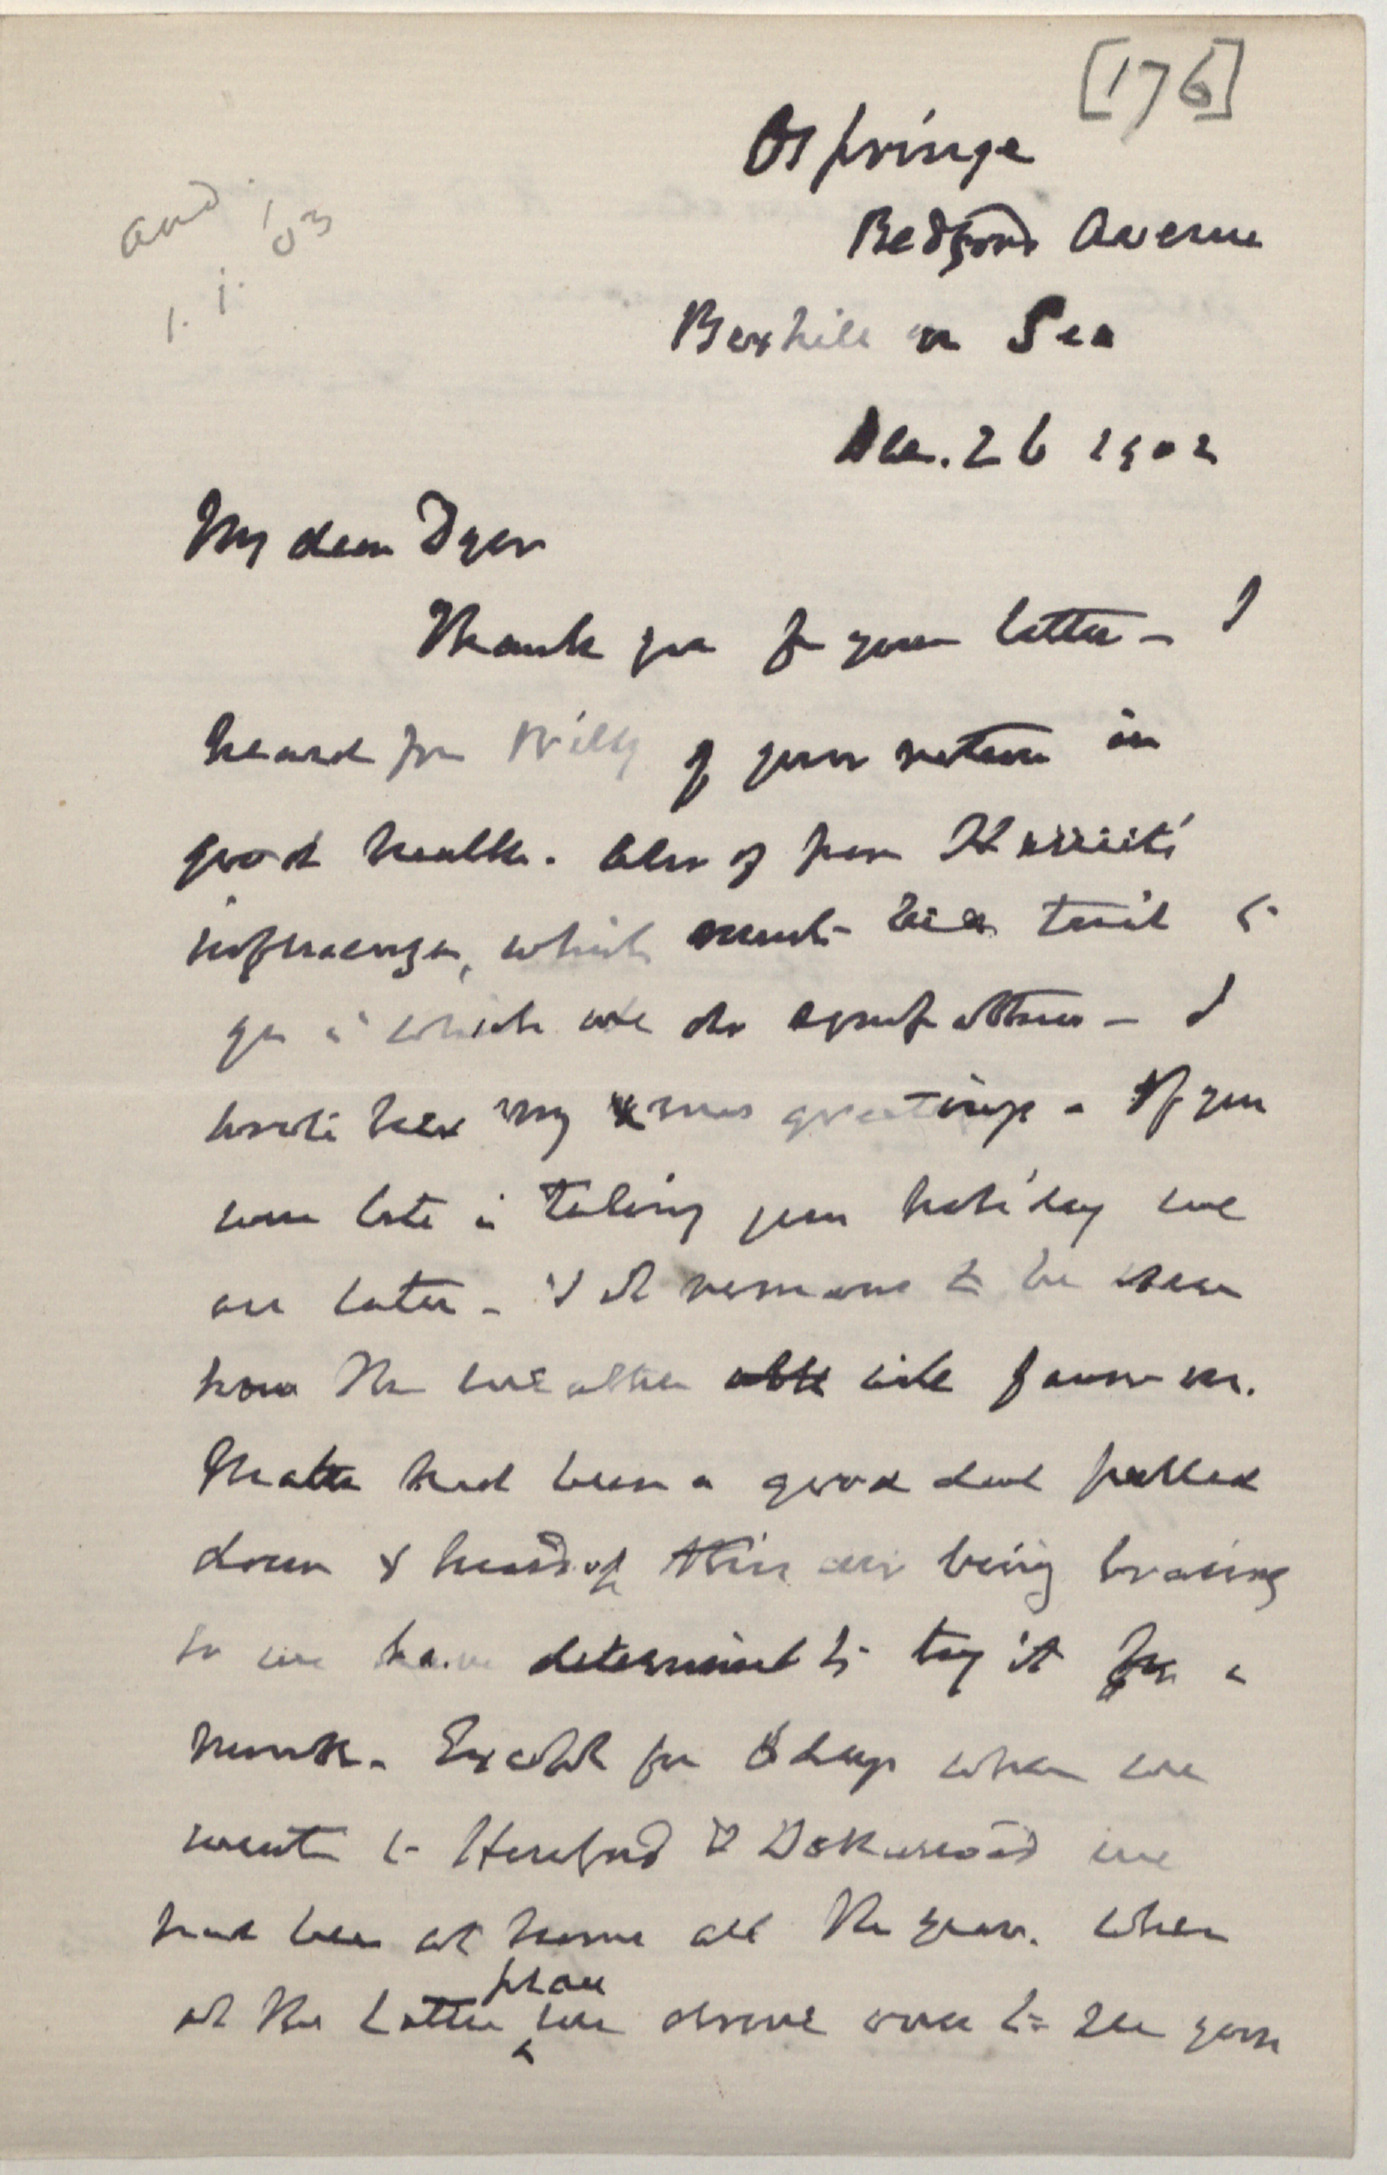 [176]
Ospringe
Bedford Avenue
Bexhill on Sea
Dec. 26 1902
and 1.1.'03
My dear Dyer
Thank you for your letter – I
heard from Willy of your return in
good health. Also of poor Harriet's
influenza, which must be a trial to
you in which we do sympathise – I
wrote her my Xmas greetings – If you
were late in taking your holiday we
are later – & it remains to be seen
how the weather will favour us.
had been a good deal pulled
down & heard of this air being bracing
so we have determined to try it for a
month. Except for 8 days when we
went to Hereford & we
had been at home all the year. When
at the latter place we drove over to see your